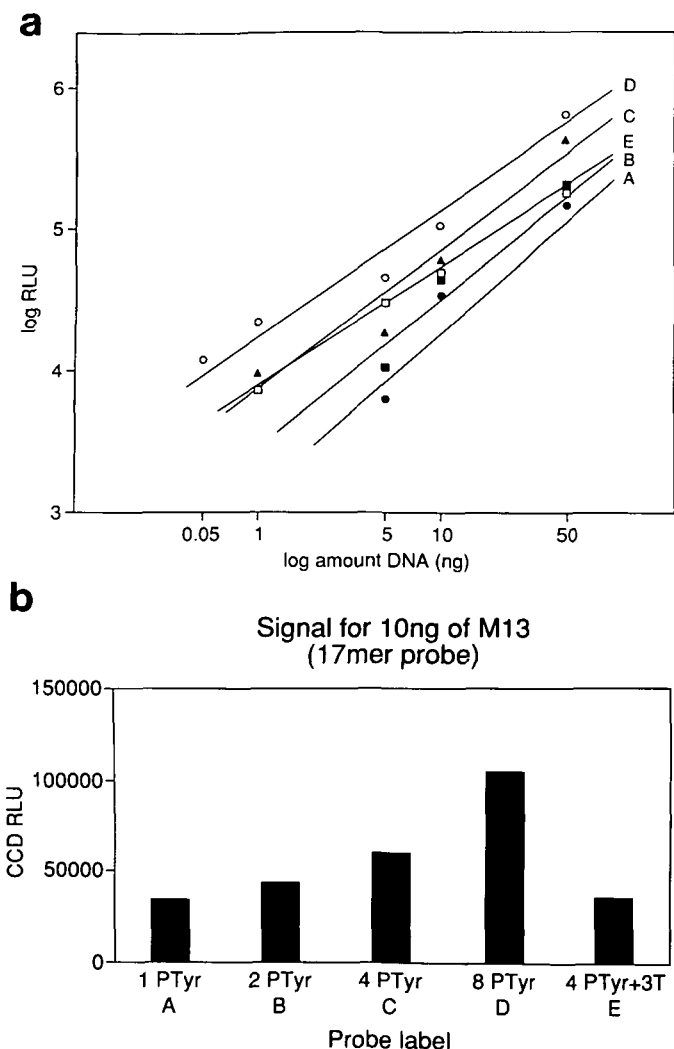 a
6
5
4
3
log RLU
D
C
E
B
A
0.05 1 5 10 50
log amount DNA (ng)
b
Signal for 10ng of M13
(17mer probe)
150000
100000
50000
0
CCD RLU
1 PTyr 2 PTyr 4 PTyr 8 PTyr 4 PTyr+3T
A B C D E
Probe label